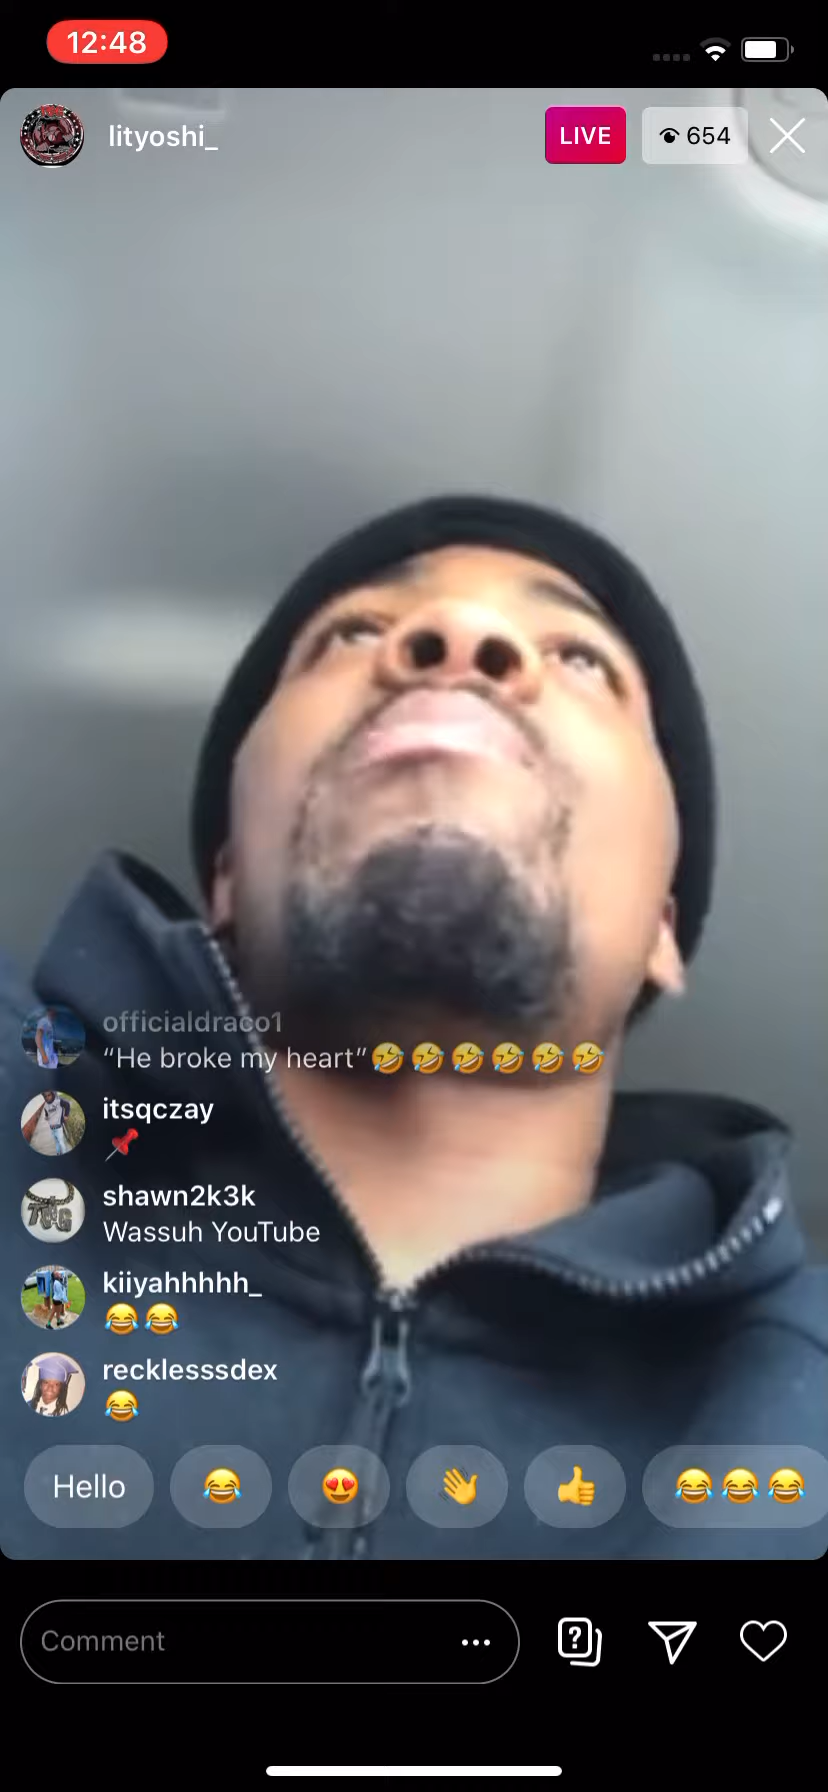 12:48
lityoshi_
LIVE
654
officialdraco1
“He broke my heart”🤣🤣🤣🤣🤣🤣
itsqczay
📌
shawn2k3k
Wassuh YouTube
kiiyahhhhh_
😂😂
recklesssdex
😂
Hello 😂 😍 👋 👍 😂😂😂
Comment